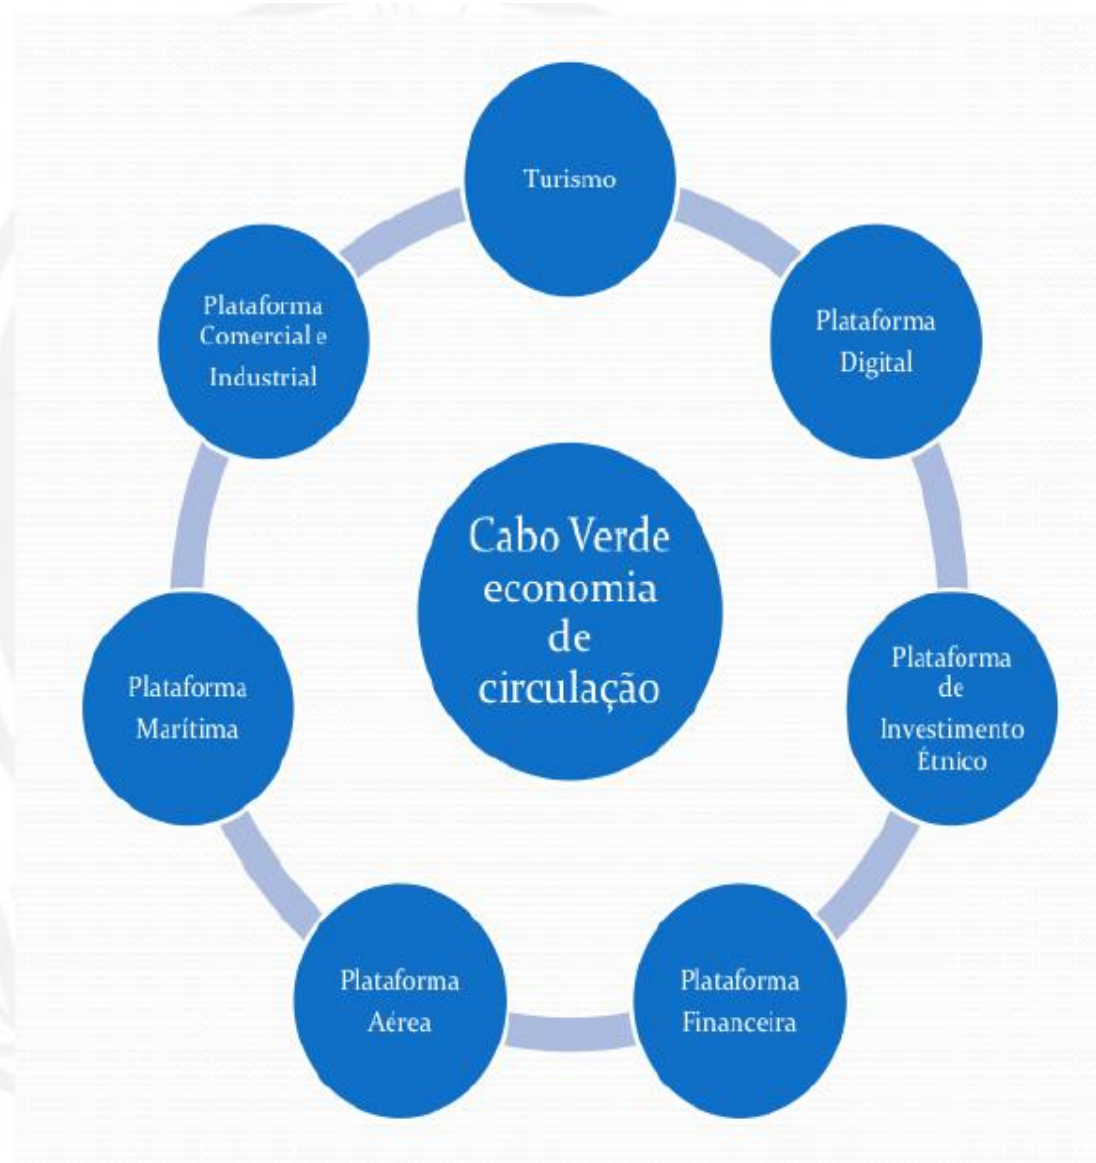 Turismo
Plataforma
Digital
Plataforma
de
Investimento
Étnico
Plataforma
Financeira
Plataforma
Aérea
Plataforma
Marítima
Plataforma
Comercial e
Industrial
Cabo Verde
economia
de
circulação